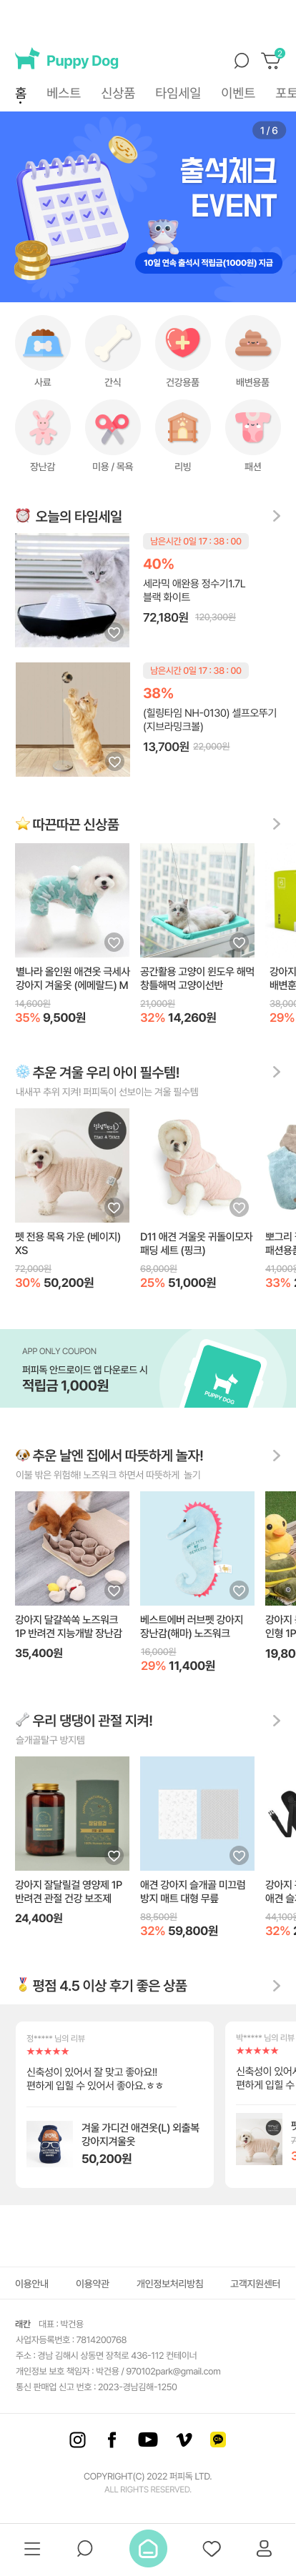 Puppy Dog
2
홈 베스트 신상품 타임세일 이벤트 포토
1 / 6
출석체크
EVENT
10일 연속 출석시 적립금(1000원) 지급
사료 간식 건강용품 배변용품
장난감 미용 / 목욕 리빙 패션
오늘의 타임세일
남은시간 0일 17 : 38 : 00
40%
세라믹 애완용 정수기1.7L
블랙 화이트
72,180원 120,300원
남은시간 0일 17 : 38 : 00
38%
(힐링타임 NH-0130) 셀프오뚜기
(지브라밍크볼)
13,700원 22,000원
따끈따끈 신상품
별나라 올인원 애견옷 극세사
강아지 겨울옷 (에메랄드) M
14,600원
35% 9,500원
공간활용 고양이 윈도우 해먹
창틀해먹 고양이선반
21,000원
32% 14,260원
강아지
배변훈
38,000
29%
추운 겨울 우리 아이 필수템!
내새꾸 추위 지켜! 퍼피독이 선보이는 겨울 필수템
펫 전용 목욕 가운 (베이지)
XS
72,000원
30% 50,200원
D11 애견 겨울옷 귀돌이모자
패딩 세트 (핑크)
68,000원
25% 51,000원
뽀그리
패션용품
41,000원
33%
APP ONLY COUPON
퍼피독 안드로이드 앱 다운로드 시
적립금 1,000원
PUPPY DOG
추운 날엔 집에서 따뜻하게 놀자!
이불 밖은 위험해! 노즈워크 하면서 따뜻하게 놀기
강아지 달걀쏙쏙 노즈워크
1P 반려견 지능개발 장난감
35,400원
베스트에버 러브펫 강아지
장난감(해마) 노즈워크
16,000원
29% 11,400원
강아지
인형 1P
19,80
우리 댕댕이 관절 지켜!
슬개골탈구 방지템
강아지 잘달릴걸 영양제 1P
반려견 관절 건강 보조제
24,400원
애견 강아지 슬개골 미끄럼
방지 매트 대형 무릎
88,500원
32% 59,800원
강아지
애견 슬
44,100
32%
평점 4.5 이상 후기 좋은 상품
정***** 님의 리뷰
★★★★★
신축성이 있어서 잘 맞고 좋아요!!
편하게 입힐 수 있어서 좋아요.ㅎㅎ
겨울 가디건 애견옷(L) 외출복
강아지겨울옷
50,200원
박***** 님의 리뷰
★★★★★
신축성이 있어서
편하게 입힐 수
이용안내 이용약관 개인정보처리방침 고객지원센터
래칸 대표 : 박건용
사업자등록번호 : 7814200768
주소 : 경남 김해시 상동면 장척로 436-112 컨테이너
개인정보 보호 책임자 : 박건용 / 970102park@gmail.com
통신 판매업 신고 번호 : 2023-경남김해-1250
COPYRIGHT(C) 2022 퍼피독 LTD.
ALL RIGHTS RESERVED.